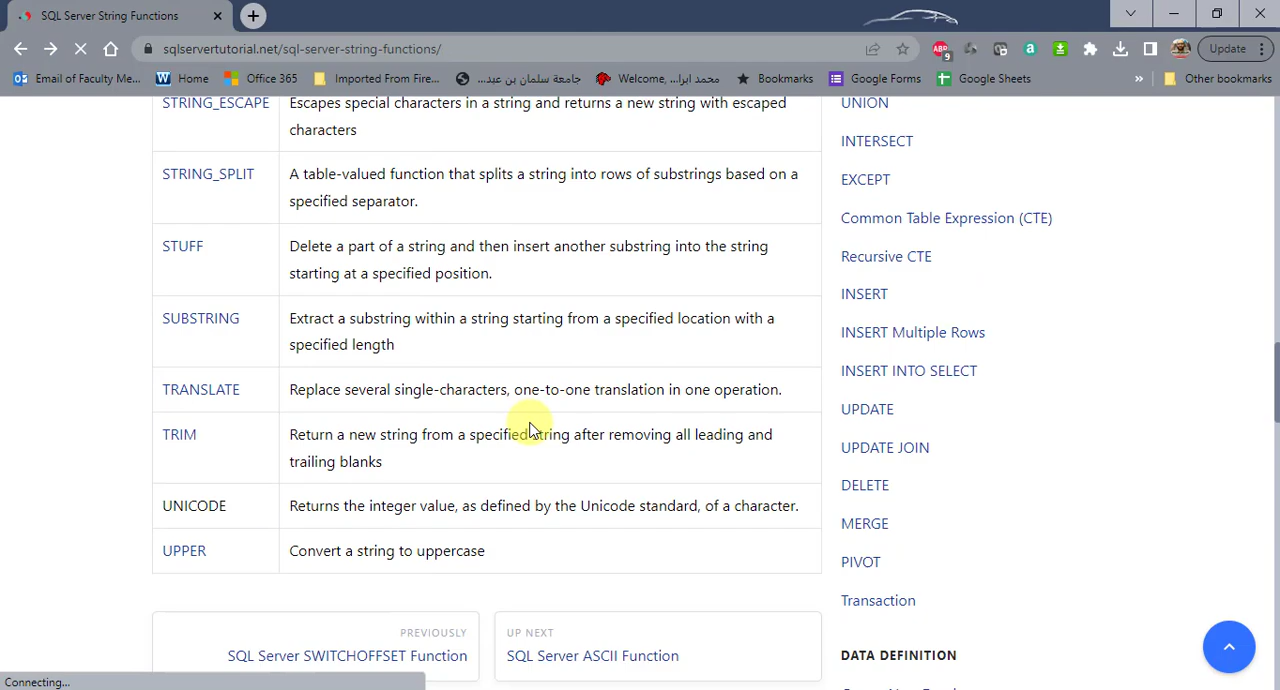 SQL Server String Functions
sqlservertutorial.net/sql-server-string-functions/
ABP
9
a
Update
Email of Faculty Me...
Home
Office 365
Imported From Fire...
جامعة سلمان بن عبد...
Welcome, محمد ابرا...
Bookmarks
Google Forms
Google Sheets
»
Other bookmarks
STRING_ESCAPE
Escapes special characters in a string and returns a new string with escaped
characters
STRING_SPLIT
A table-valued function that splits a string into rows of substrings based on a
specified separator.
STUFF
Delete a part of a string and then insert another substring into the string
starting at a specified position.
SUBSTRING
Extract a substring within a string starting from a specified location with a
specified length
TRANSLATE
Replace several single-characters, one-to-one translation in one operation.
TRIM
Return a new string from a specified string after removing all leading and
trailing blanks
UNICODE
Returns the integer value, as defined by the Unicode standard, of a character.
UPPER
Convert a string to uppercase
PREVIOUSLY
SQL Server SWITCHOFFSET Function
UP NEXT
SQL Server ASCII Function
UNION
INTERSECT
EXCEPT
Common Table Expression (CTE)
Recursive CTE
INSERT
INSERT Multiple Rows
INSERT INTO SELECT
UPDATE
UPDATE JOIN
DELETE
MERGE
PIVOT
Transaction
DATA DEFINITION
Connecting...